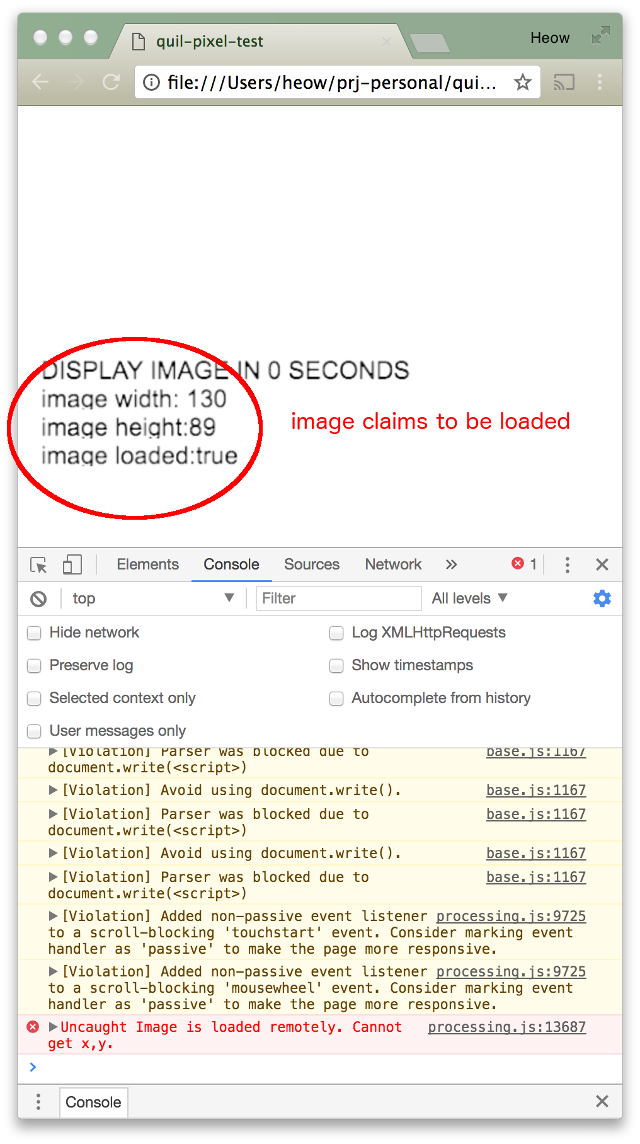 quil-pixel-test
Heow
file:///Users/heow/prj-personal/qui...
DISPLAY IMAGE IN 0 SECONDS
image width: 130
image height:89
image loaded:true
image claims to be loaded
Elements Console Sources Network » 1
top Filter All levels
Hide network Log XMLHttpRequests
Preserve log Show timestamps
Selected context only Autocomplete from history
User messages only
[Violation] Parser was blocked due to base.js:1167
document.write(<script>)
[Violation] Avoid using document.write(). base.js:1167
[Violation] Parser was blocked due to base.js:1167
document.write(<script>)
[Violation] Avoid using document.write(). base.js:1167
[Violation] Parser was blocked due to base.js:1167
document.write(<script>)
[Violation] Added non-passive event listener processing.js:9725
to a scroll-blocking 'touchstart' event. Consider marking event
handler as 'passive' to make the page more responsive.
[Violation] Added non-passive event listener processing.js:9725
to a scroll-blocking 'mousewheel' event. Consider marking event
handler as 'passive' to make the page more responsive.
Uncaught Image is loaded remotely. Cannot processing.js:13687
get x,y.
Console